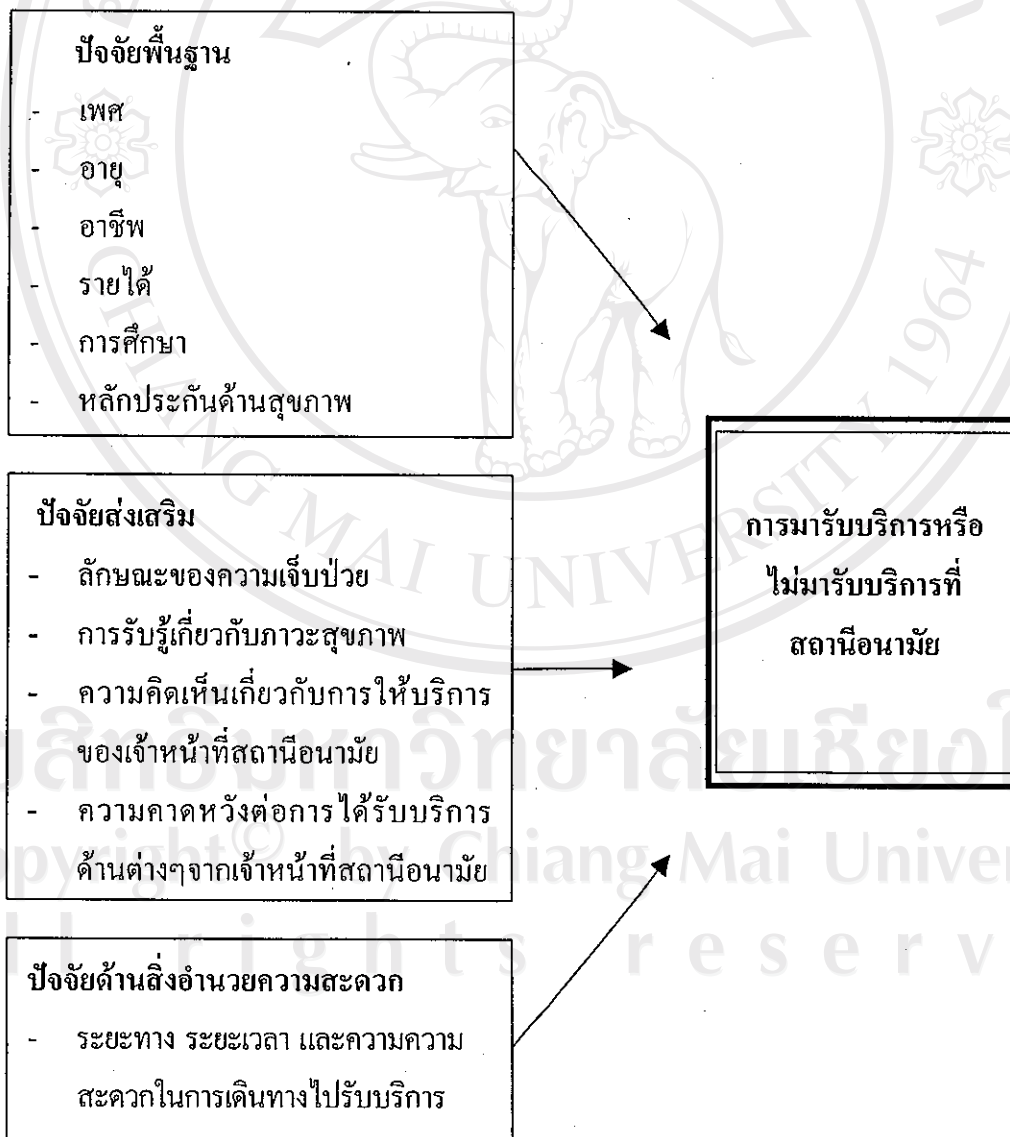 ปัจจัยพื้นฐาน
- เพศ
- อายุ
- อาชีพ
- รายได้
- การศึกษา
- หลักประกันด้านสุขภาพ
ปัจจัยส่งเสริม
- ลักษณะของความเจ็บป่วย
- การรับรู้เกี่ยวกับภาวะสุขภาพ
- ความคิดเห็นเกี่ยวกับการให้บริการ
ของเจ้าหน้าที่สถานีอนามัย
- ความคาดหวังต่อการได้รับบริการ
ด้านต่างๆจากเจ้าหน้าที่สถานีอนามัย
ปัจจัยด้านสิ่งอำนวยความสะดวก
- ระยะทาง ระยะเวลา และความความ
สะดวกในการเดินทางไปรับบริการ
การมารับบริการหรือ
ไม่มารับบริการที่
สถานีอนามัย
CHIANG MAI UNIVERSITY 1964
by Chiang Mai
rights